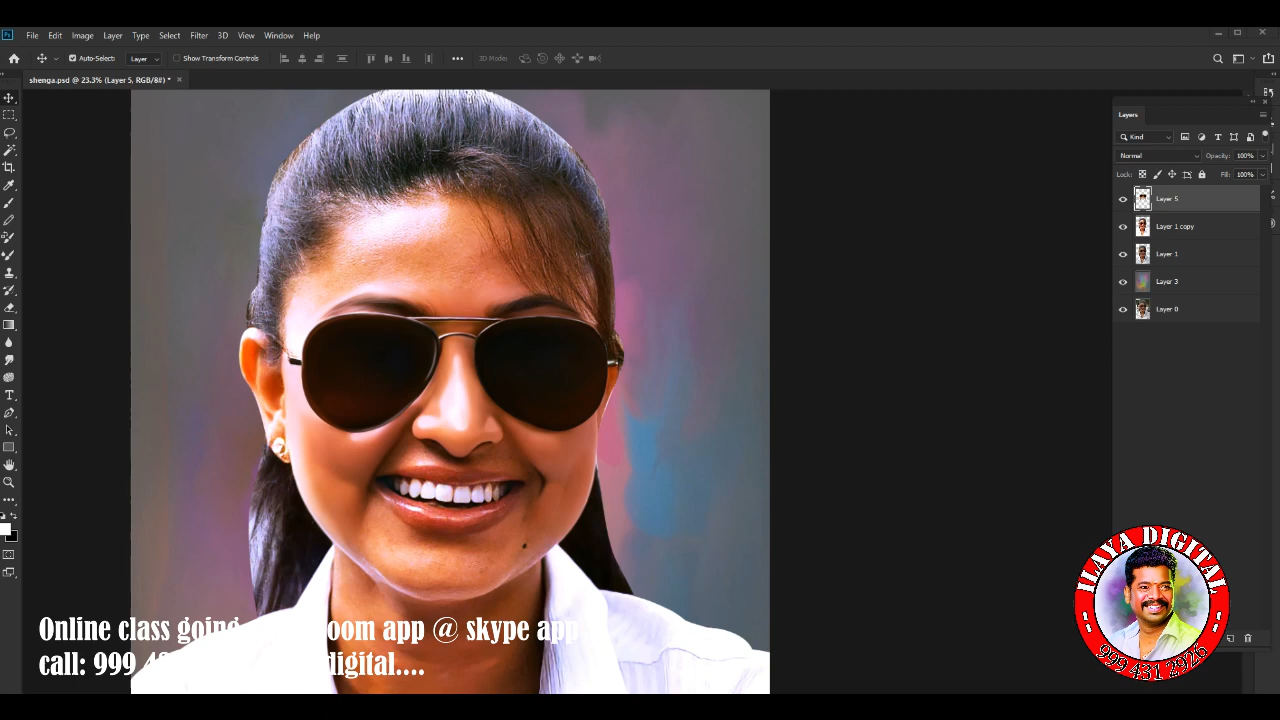 File Edit Image Layer Type Select Filter 3D View Window Help
Auto-Select: Layer Show Transform Controls ••• 3D Mode
shenga.psd @ 23.3% (Layer 5, RGB/8#) * ×
Layers
Kind
Normal Opacity: 100%
Lock: Fill: 100%
Layer 5
Layer 1 copy
Layer 1
Layer 3
Layer 0
ILAYA DIGITAL
999 431 2926
Online class going oom app @ skype app
call: 999 digital....